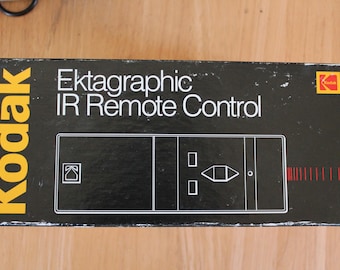 Kodak
Ektagraphic
IR Remote Control